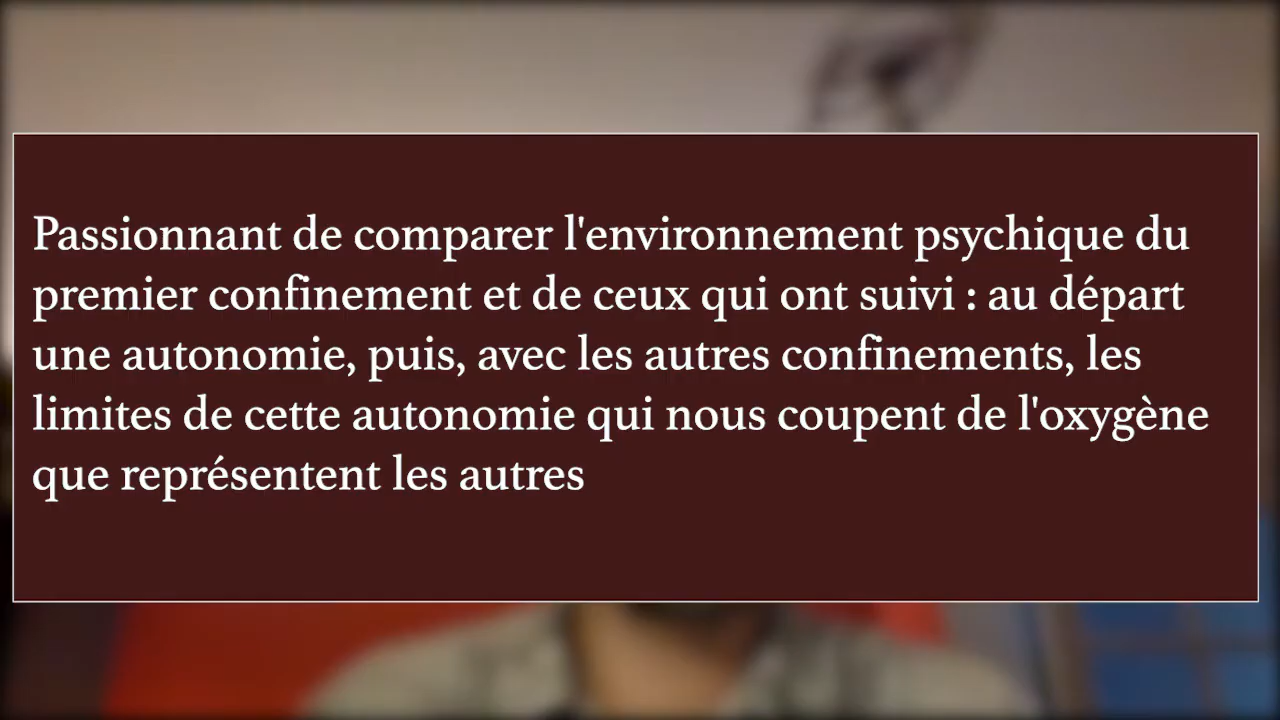 Passionnant de comparer l'environnement psychique du
premier confinement et de ceux qui ont suivi : au départ
une autonomie, puis, avec les autres confinements, les
limites de cette autonomie qui nous coupent de l'oxygène
que représentent les autres